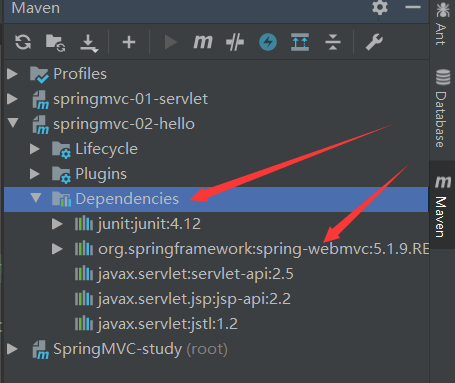 Maven
Profiles
springmvc-01-servlet
springmvc-02-hello
Lifecycle
Plugins
Dependencies
junit:junit:4.12
org.springframework:spring-webmvc:5.1.9.RE
javax.servlet:servlet-api:2.5
javax.servlet.jsp:jsp-api:2.2
javax.servlet:jstl:1.2
SpringMVC-study (root)
Ant
Database
m Maven